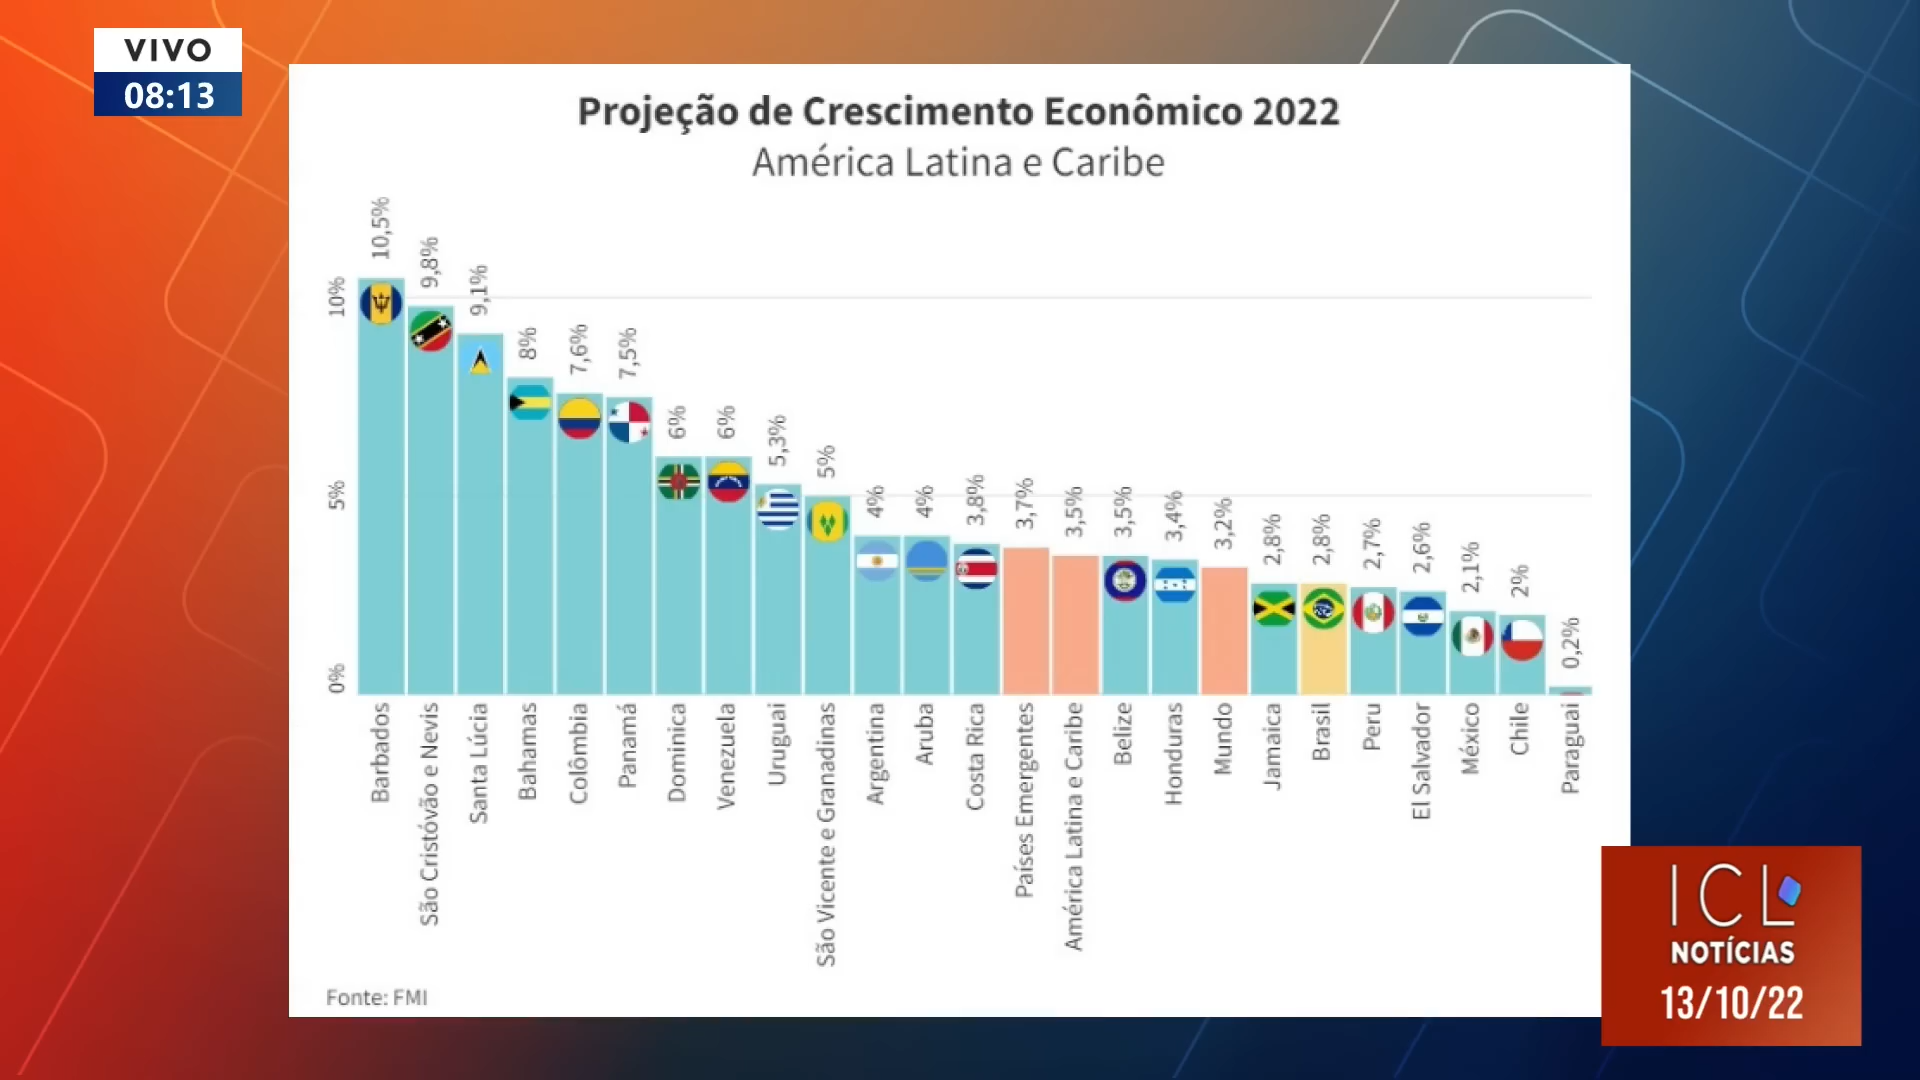 VIVO
08:13
Projeção de Crescimento Econômico 2022
América Latina e Caribe
10%
5%
0%
10,5%
9,8%
9,1%
8%
7,6%
7,5%
6%
6%
5,3%
5%
4%
4%
3,8%
3,7%
3,5%
3,5%
3,4%
3,2%
2,8%
2,8%
2,7%
2,6%
2,1%
2%
0,2%
Barbados
São Cristóvão e Nevis
Santa Lúcia
Bahamas
Colômbia
Panamá
Dominica
Venezuela
Uruguai
São Vicente e Granadinas
Argentina
Aruba
Costa Rica
Países Emergentes
América Latina e Caribe
Belize
Honduras
Mundo
Jamaica
Brasil
Peru
El Salvador
México
Chile
Paraguai
Fonte: FMI
ICL
NOTÍCIAS
13/10/22